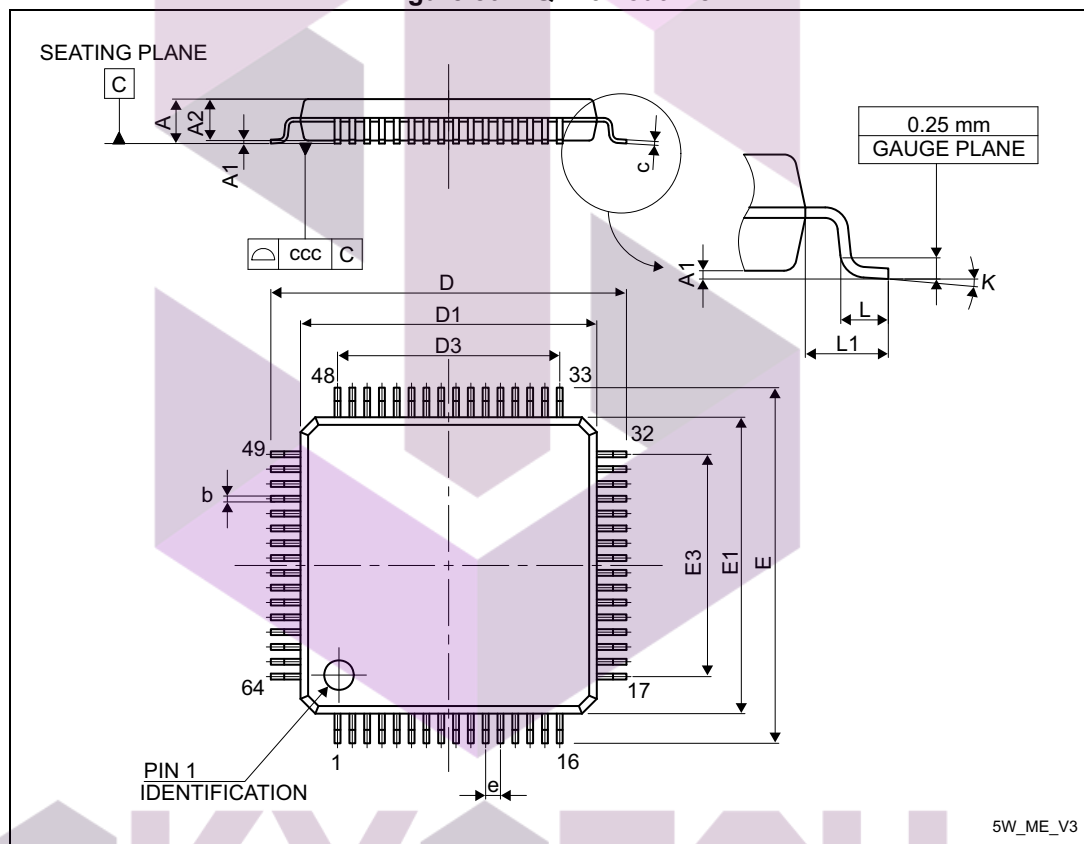 SEATING PLANE
C
A
A2
A1
c
ccc C
0.25 mm
GAUGE PLANE
A1
K
L
L1
D
D1
D3
48
33
49
32
b
E3
E1
E
64
17
1
16
PIN 1
IDENTIFICATION
e
5W_ME_V3